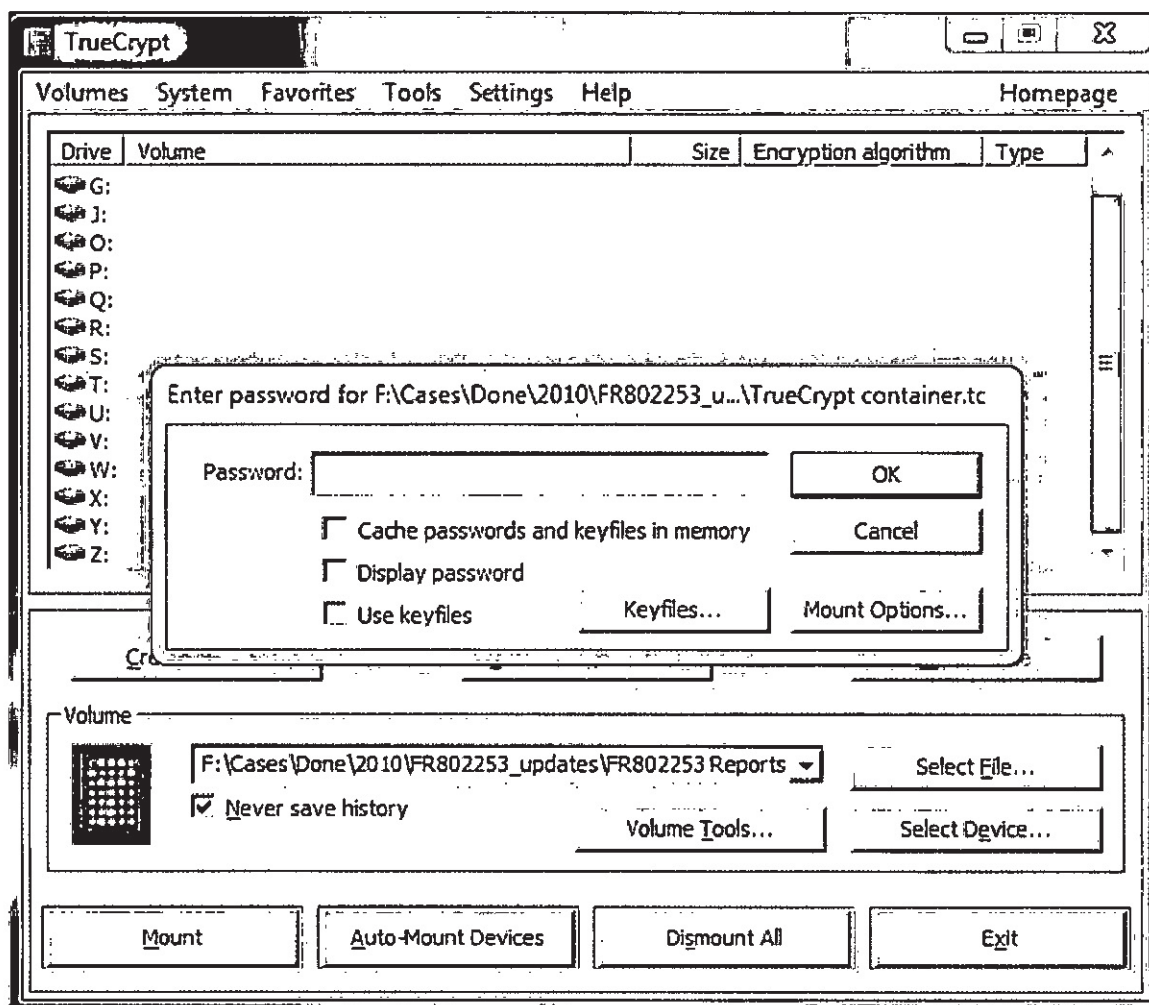 TrueCrypt
Volumes System Favorites Tools Settings Help Homepage
Drive Volume Size Encryption algorithm Type
G:
J:
O:
P:
Q:
R:
S:
T:
U:
V:
W:
X:
Y:
Z:
Enter password for F:\Cases\Done\2010\FR802253_u...\TrueCrypt container.tc
Password:
OK
Cache passwords and keyfiles in memory
Cancel
Display password
Use keyfiles
Keyfiles...
Mount Options...
Volume
F:\Cases\Done\2010\FR802253_updates\FR802253 Reports
Select File...
Never save history
Volume Tools...
Select Device...
Mount
Auto-Mount Devices
Dismount All
Exit